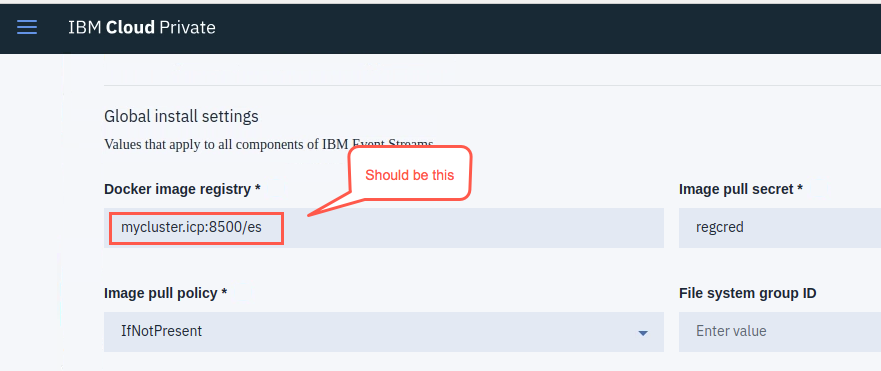 IBM Cloud Private
Global install settings
Values that apply to all components of IBM Event Streams
Should be this
Docker image registry *
Image pull secret *
mycluster.icp:8500/es
regcred
Image pull policy *
File system group ID
IfNotPresent
Enter value